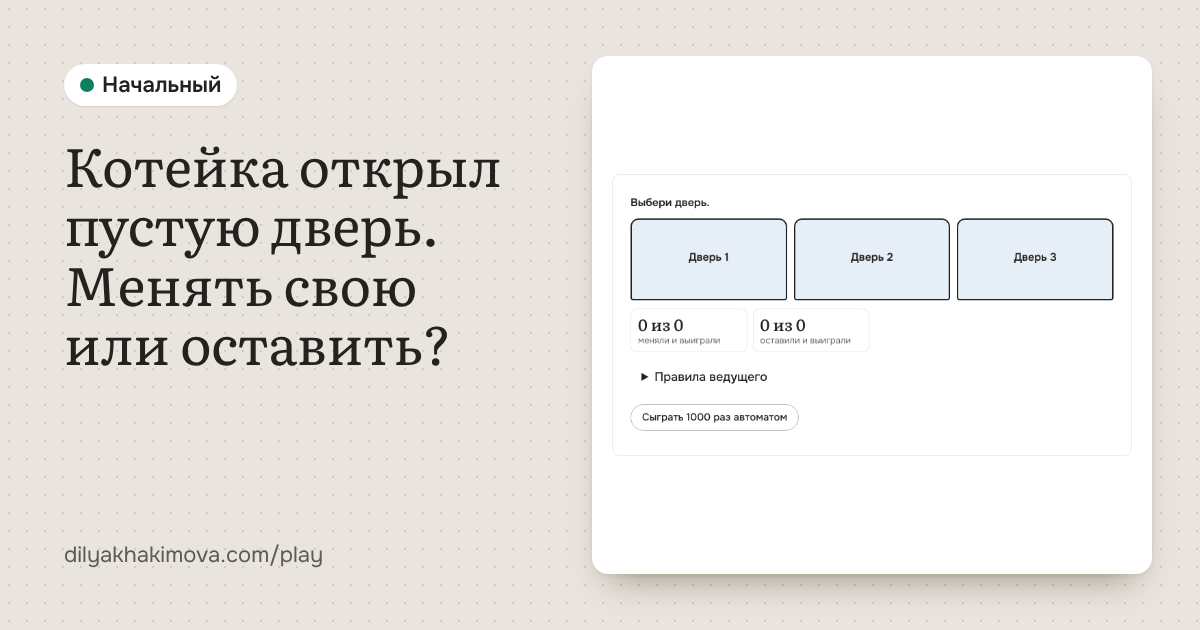 Начальный
Котейка открыл
пустую дверь.
Менять свою
или оставить?
dilyakhakimova.com/play
Выбери дверь.
Дверь 1
Дверь 2
Дверь 3
0 из 0
меняли и выиграли
0 из 0
оставили и выиграли
▶ Правила ведущего
Сыграть 1000 раз автоматом